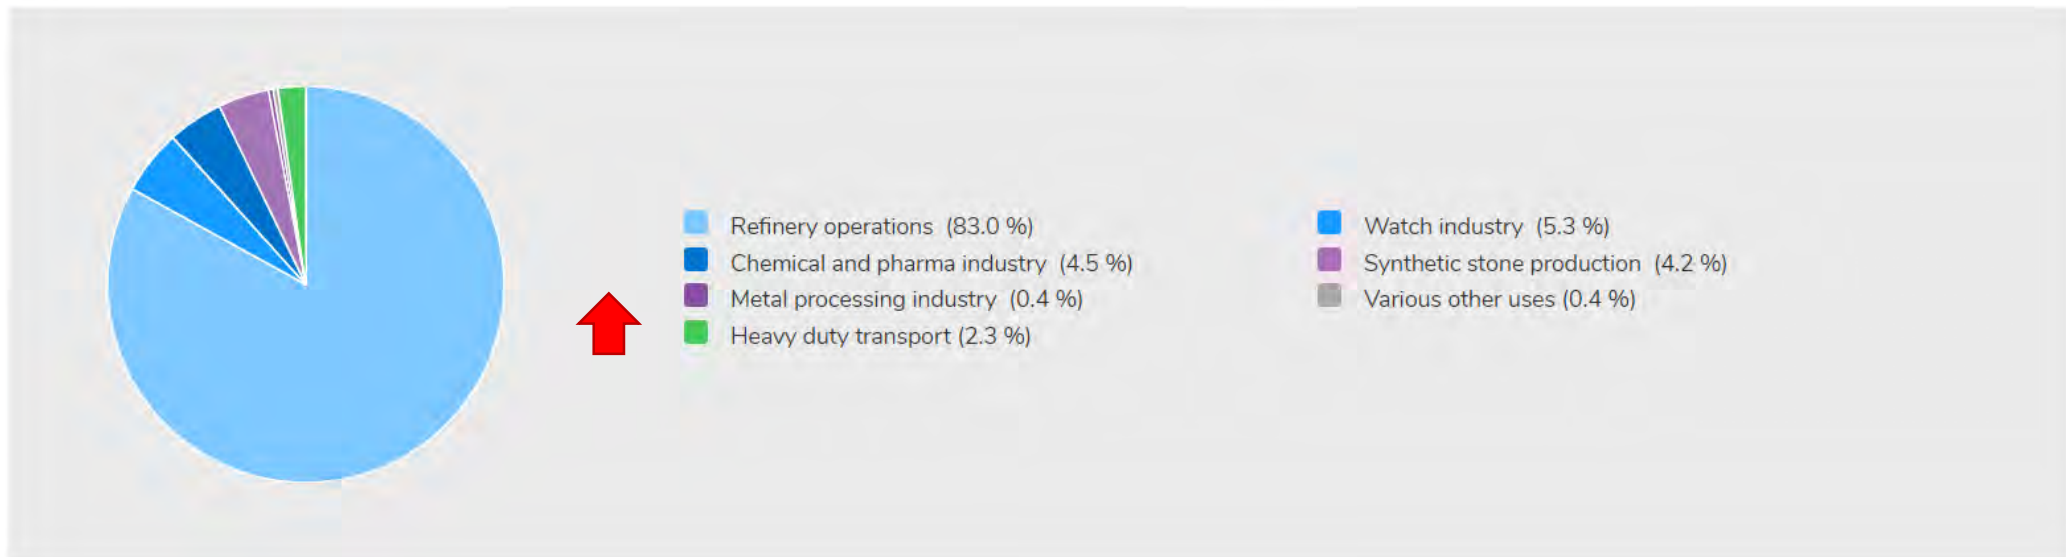 Refinery operations (83.0 %)
Watch industry (5.3 %)
Chemical and pharma industry (4.5 %)
Synthetic stone production (4.2 %)
Metal processing industry (0.4 %)
Various other uses (0.4 %)
Heavy duty transport (2.3 %)